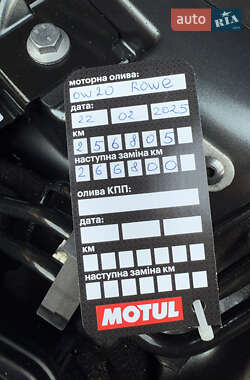 AUTO RIA
моторна олива:
0W20 Rowe
дата:
22 02 2025
км
256805
наступна заміна км
266800
олива КПП:
дата:
км
наступна заміна км
MOTUL